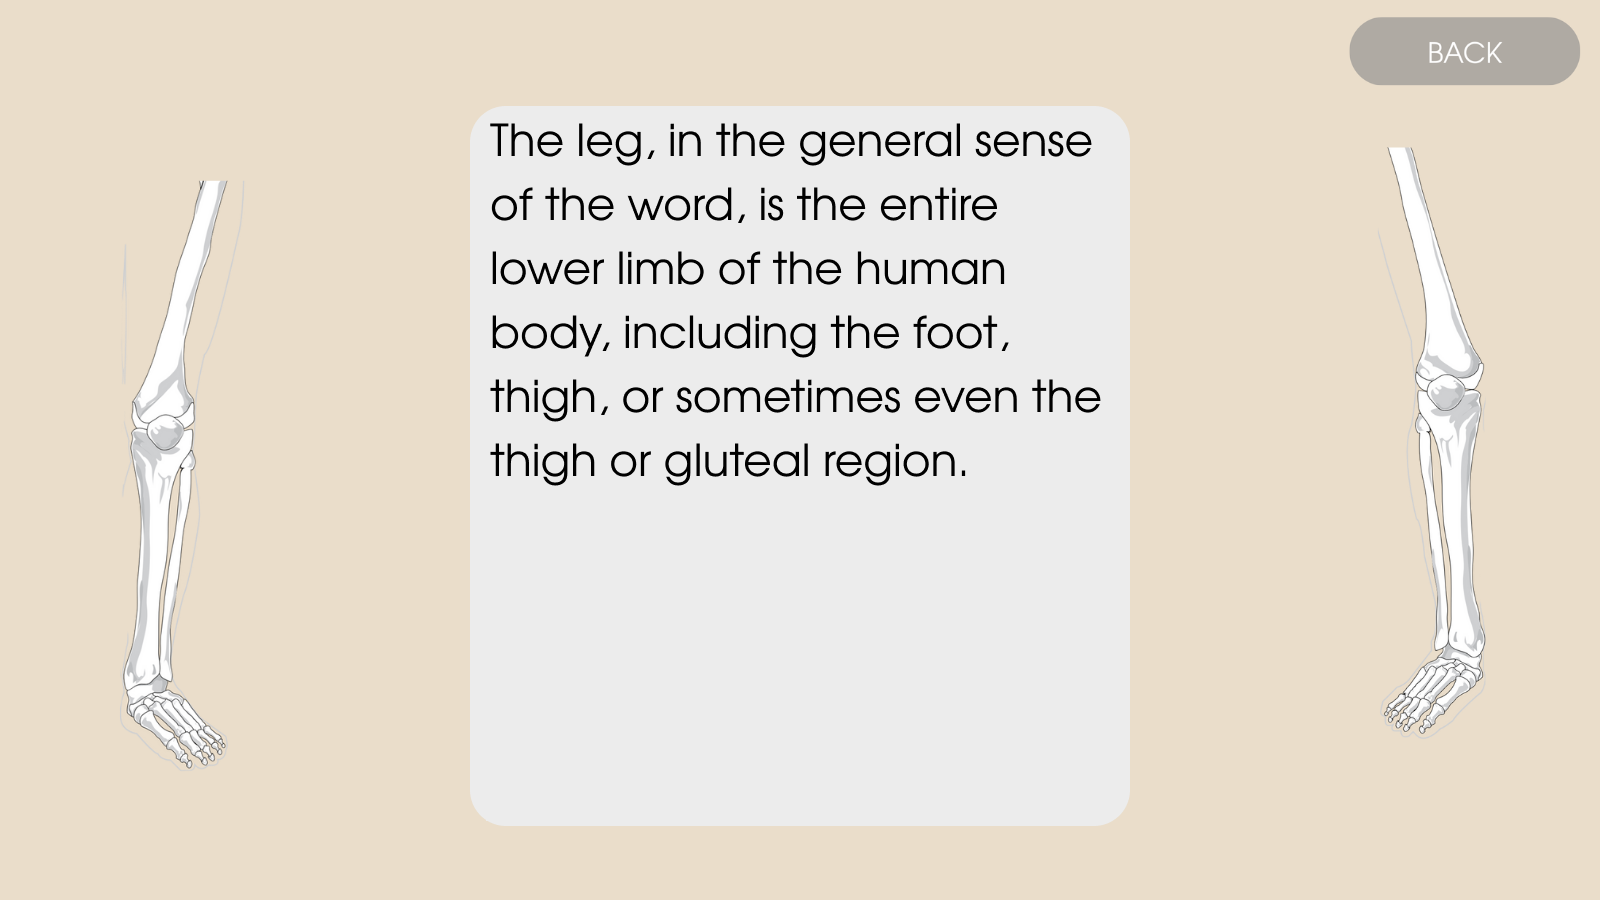 BACK
The leg, in the general sense
of the word, is the entire
lower limb of the human
body, including the foot,
thigh, or sometimes even the
thigh or gluteal region.